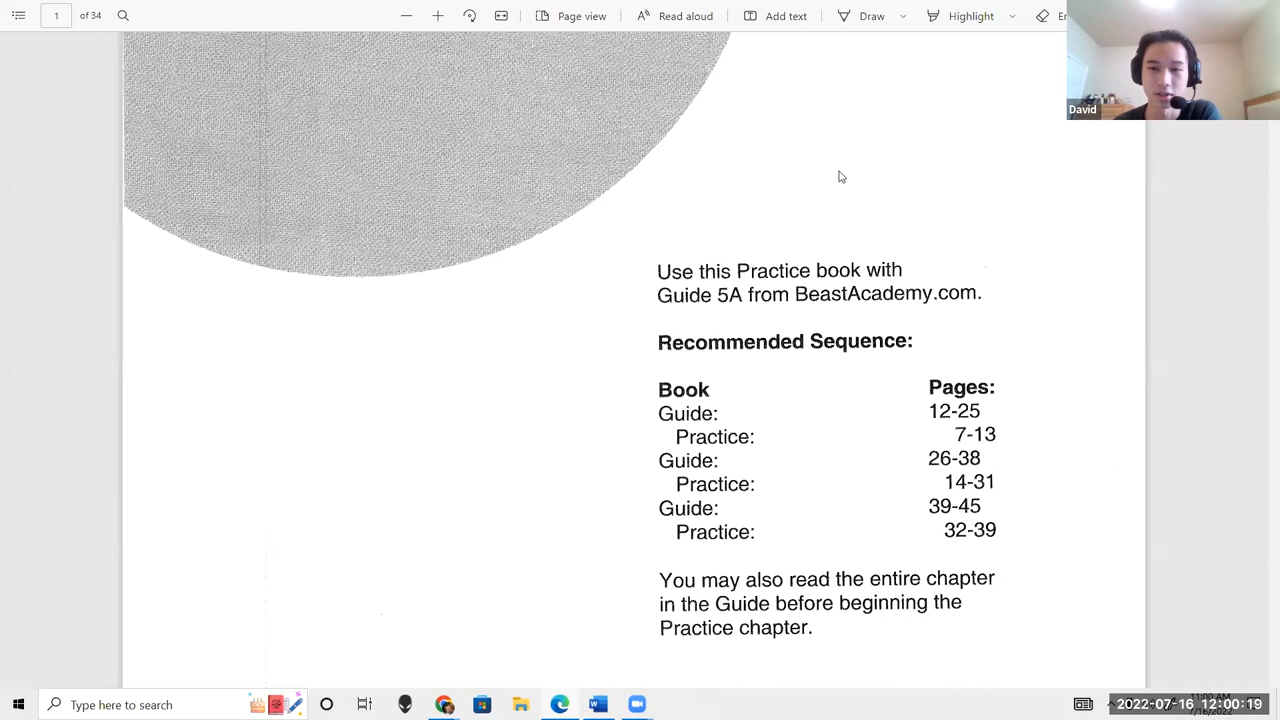 1 of 34 Page view Read aloud Add text Draw Highlight
David
Use this Practice book with
Guide 5A from BeastAcademy.com.
Recommended Sequence:
Book Pages:
Guide: 12-25
Practice: 7-13
Guide: 26-38
Practice: 14-31
Guide: 39-45
Practice: 32-39
You may also read the entire chapter
in the Guide before beginning the
Practice chapter.
Type here to search
2022-07-16 12:00:19